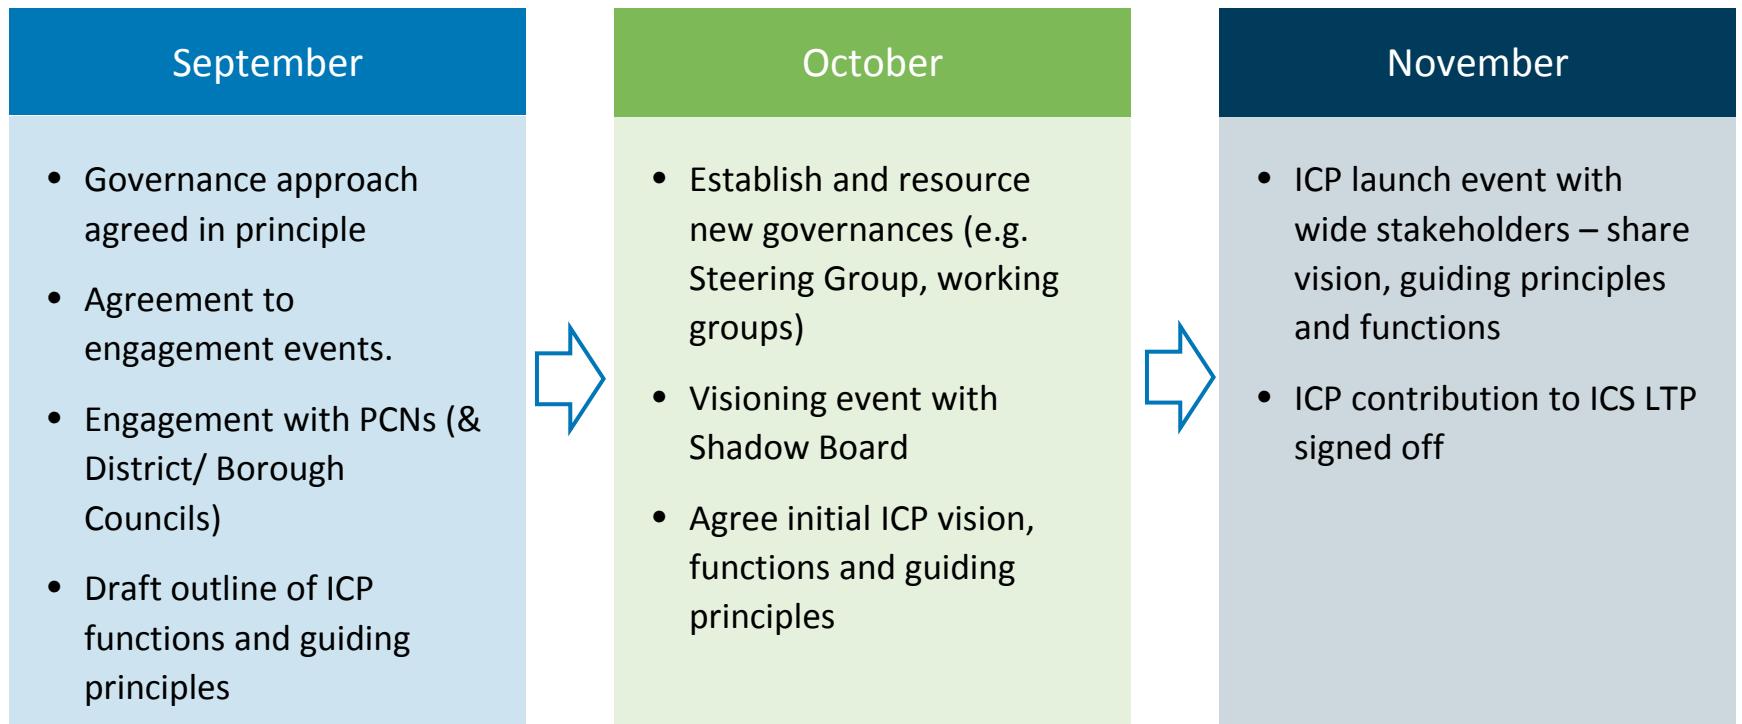 September
• Governance approach
agreed in principle
• Agreement to
engagement events.
• Engagement with PCNs (&
District/ Borough
Councils)
• Draft outline of ICP
functions and guiding
principles
October
• Establish and resource
new governances (e.g.
Steering Group, working
groups)
• Visioning event with
Shadow Board
• Agree initial ICP vision,
functions and guiding
principles
November
• ICP launch event with
wide stakeholders – share
vision, guiding principles
and functions
• ICP contribution to ICS LTP
signed off